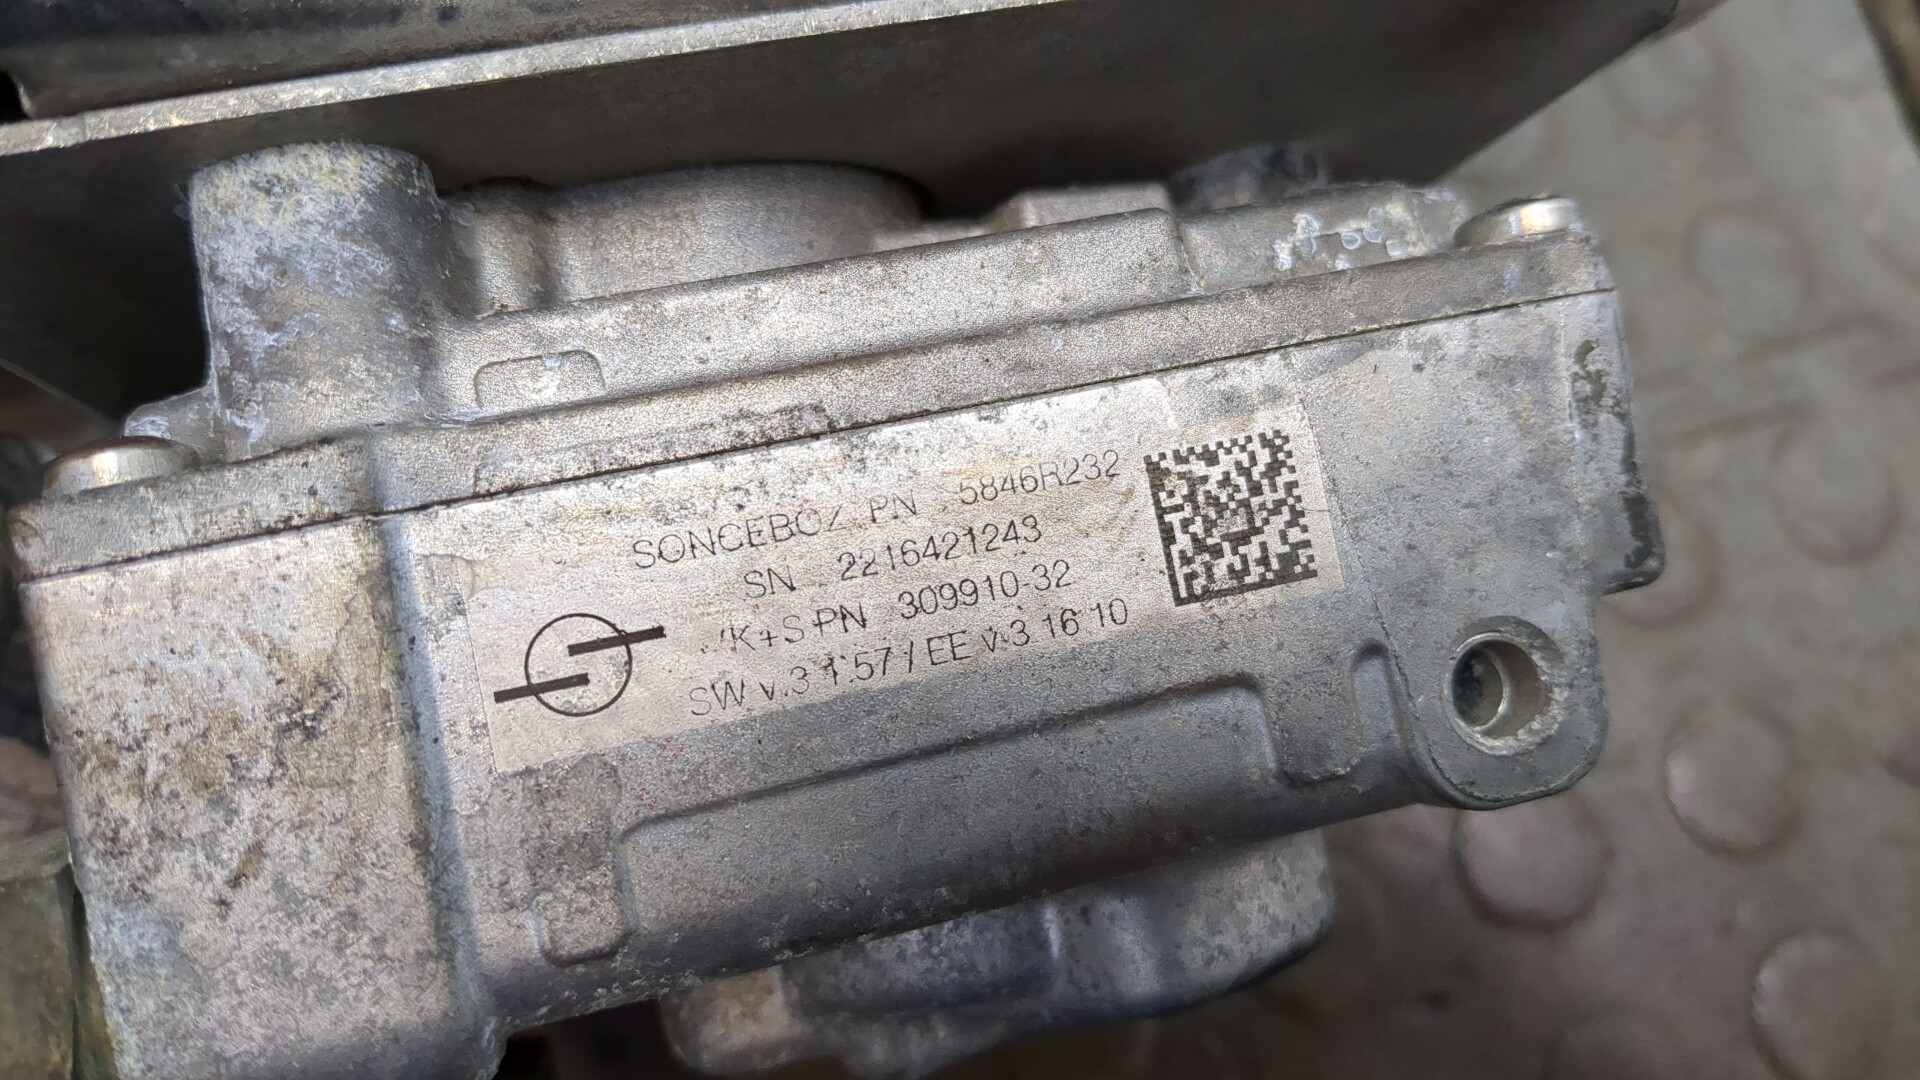 SONCEBOZ PN 5846R232
SN 2216421243
K+S PN 309910-32
SW v.3.1.57 / EE v.3.16.10